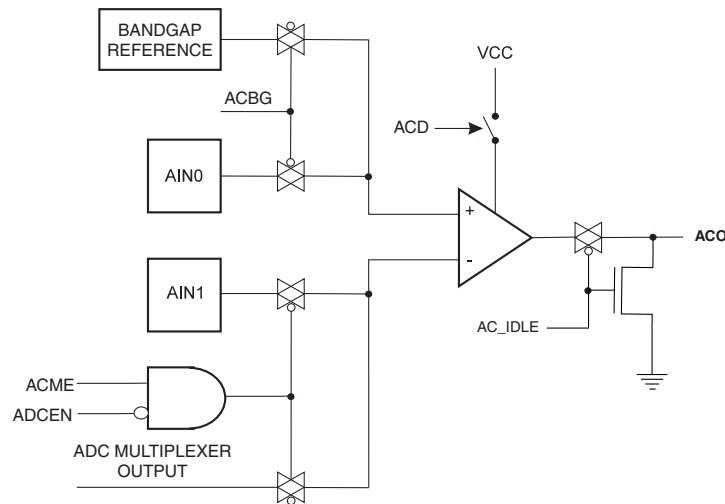 BANDGAP
REFERENCE
VCC
ACBG
ACD
AIN0
+
-
ACO
AIN1
AC_IDLE
ACME
ADCEN
ADC MULTIPLEXER
OUTPUT